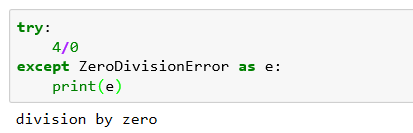 try:
    4/0
except ZeroDivisionError as e:
    print(e)
division by zero